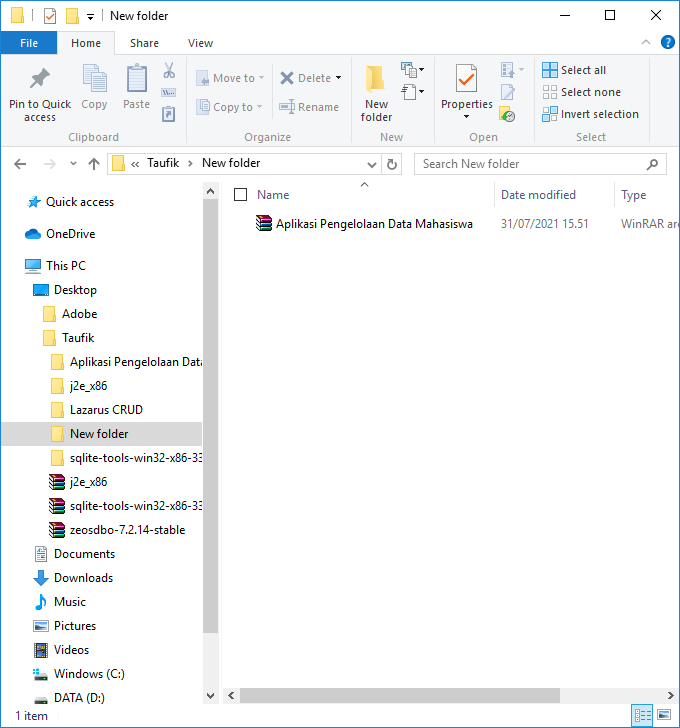 New folder
File Home Share View
Pin to Quick access
Copy
Paste
Clipboard
Move to
Copy to
Delete
Rename
Organize
New folder
New
Properties
Open
Select all
Select none
Invert selection
Select
« Taufik > New folder
Search New folder
Quick access
OneDrive
This PC
Desktop
Adobe
Taufik
Aplikasi Pengelolaan Data
j2e_x86
Lazarus CRUD
New folder
sqlite-tools-win32-x86-33
j2e_x86
sqlite-tools-win32-x86-33
zeosdbo-7.2.14-stable
Documents
Downloads
Music
Pictures
Videos
Windows (C:)
DATA (D:)
Name Date modified Type
Aplikasi Pengelolaan Data Mahasiswa 31/07/2021 15.51 WinRAR ar
1 item